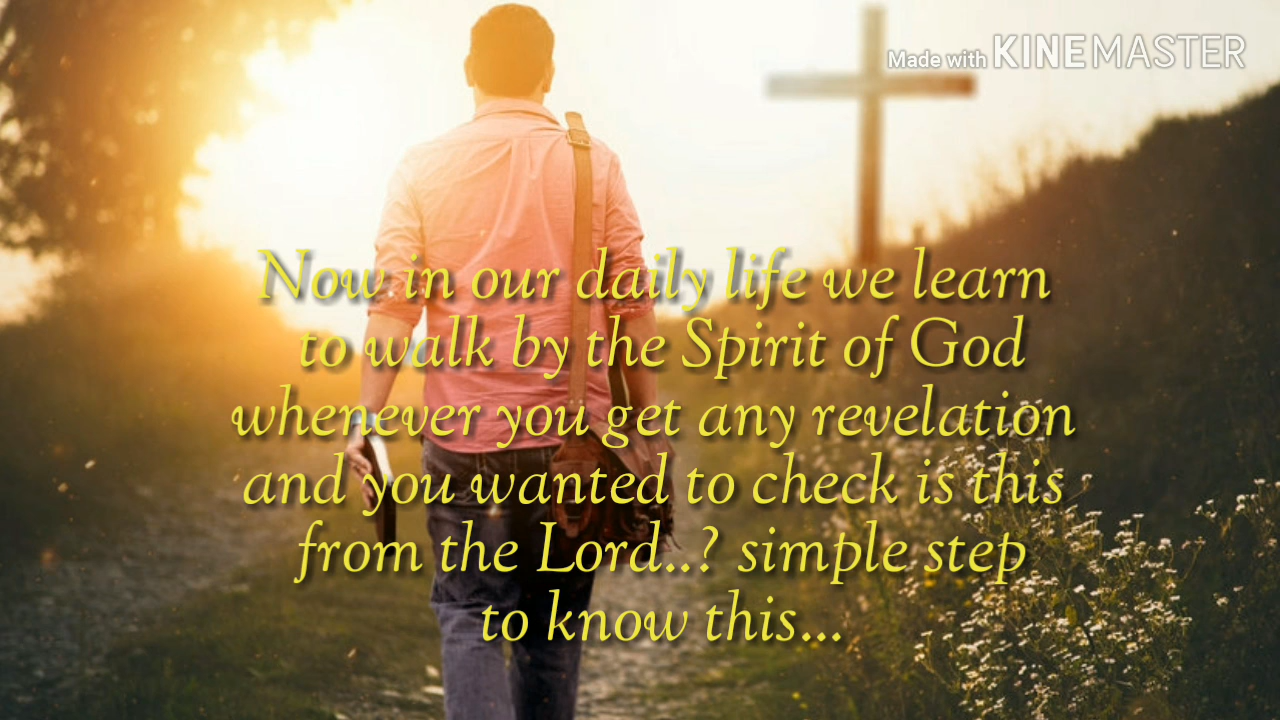 Made with KINEMASTER
Now in our daily life we learn
to walk by the Spirit of God
whenever you get any revelation
and you wanted to check is this
from the Lord..? simple step
to know this...